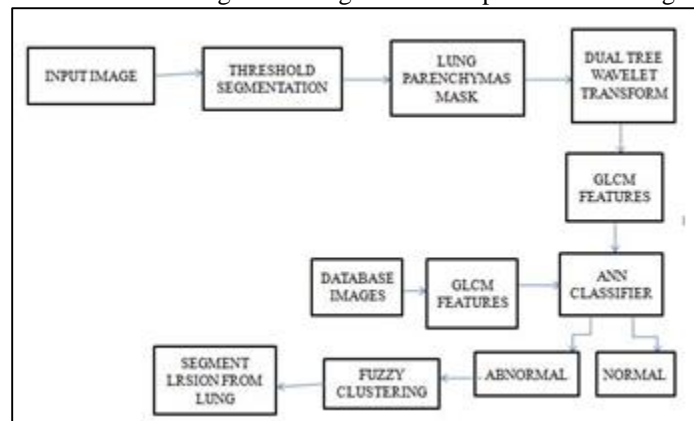 INPUT IMAGE
THRESHOLD
SEGMENTATION
LUNG
PARENCHYMAS
MASK
DUAL TREE
WAVELET
TRANSFORM
GLCM
FEATURES
DATABASE
IMAGES
GLCM
FEATURES
ANN
CLASSIFIER
SEGMENT
LRSION FROM
LUNG
FUZZY
CLUSTERING
ABNORMAL
NORMAL